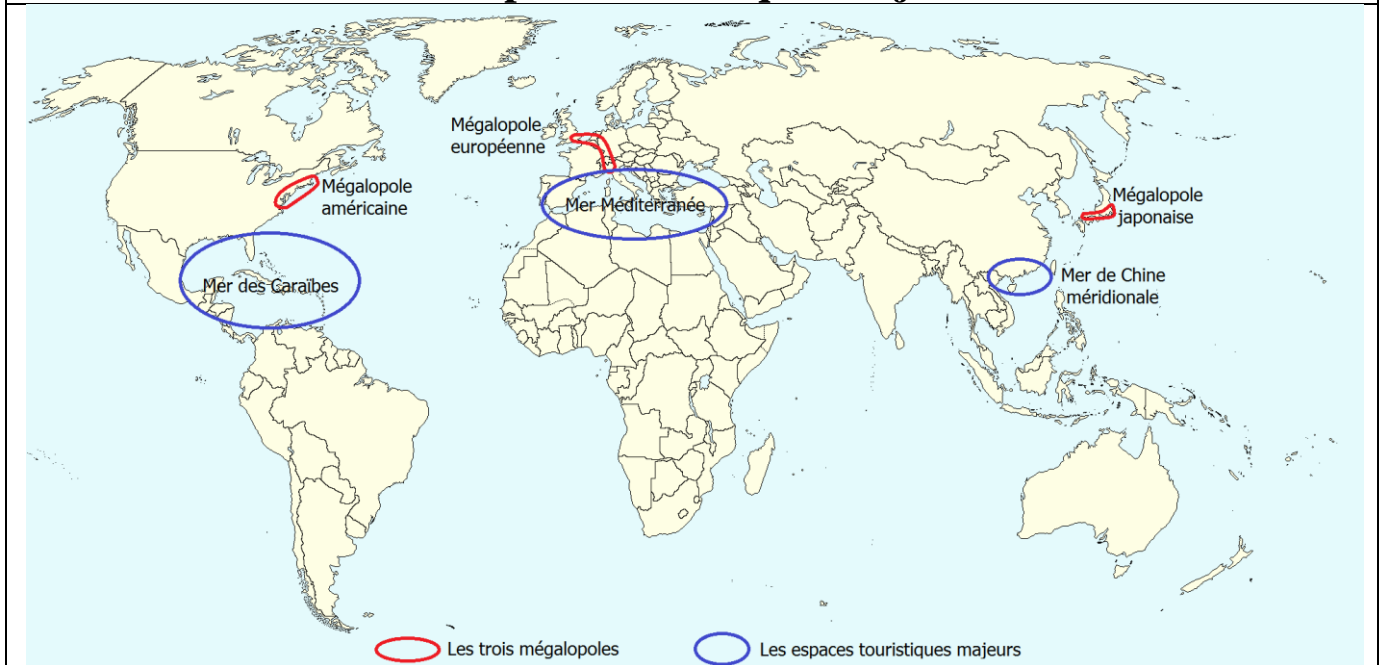 Mégalopole
européenne
Mégalopole
américaine
Mégalopole
japonaise
Mer Méditerranée
Mer des Caraïbes
Mer de Chine
méridionale
Les trois mégalopoles
Les espaces touristiques majeurs